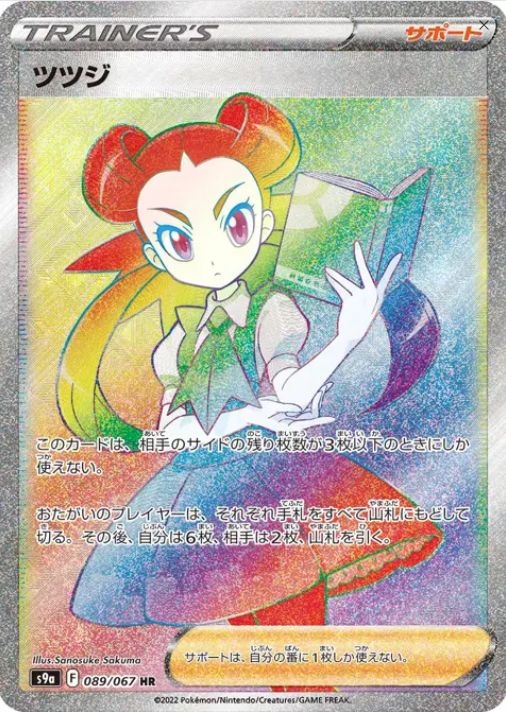 TRAINER'S
サポート
ツツジ
このカードは、相手のサイドの残り枚数が3枚以下のときにしか
使えない。
おたがいのプレイヤーは、それぞれ手札をすべて山札にもどして
切る。その後、自分は6枚、相手は2枚、山札を引く。
Illus. Sanosuke Sakuma
サポートは、自分の番に1枚しか使えない。
s9a F 089/067 HR
©2022 Pokémon/Nintendo/Creatures/GAME FREAK.